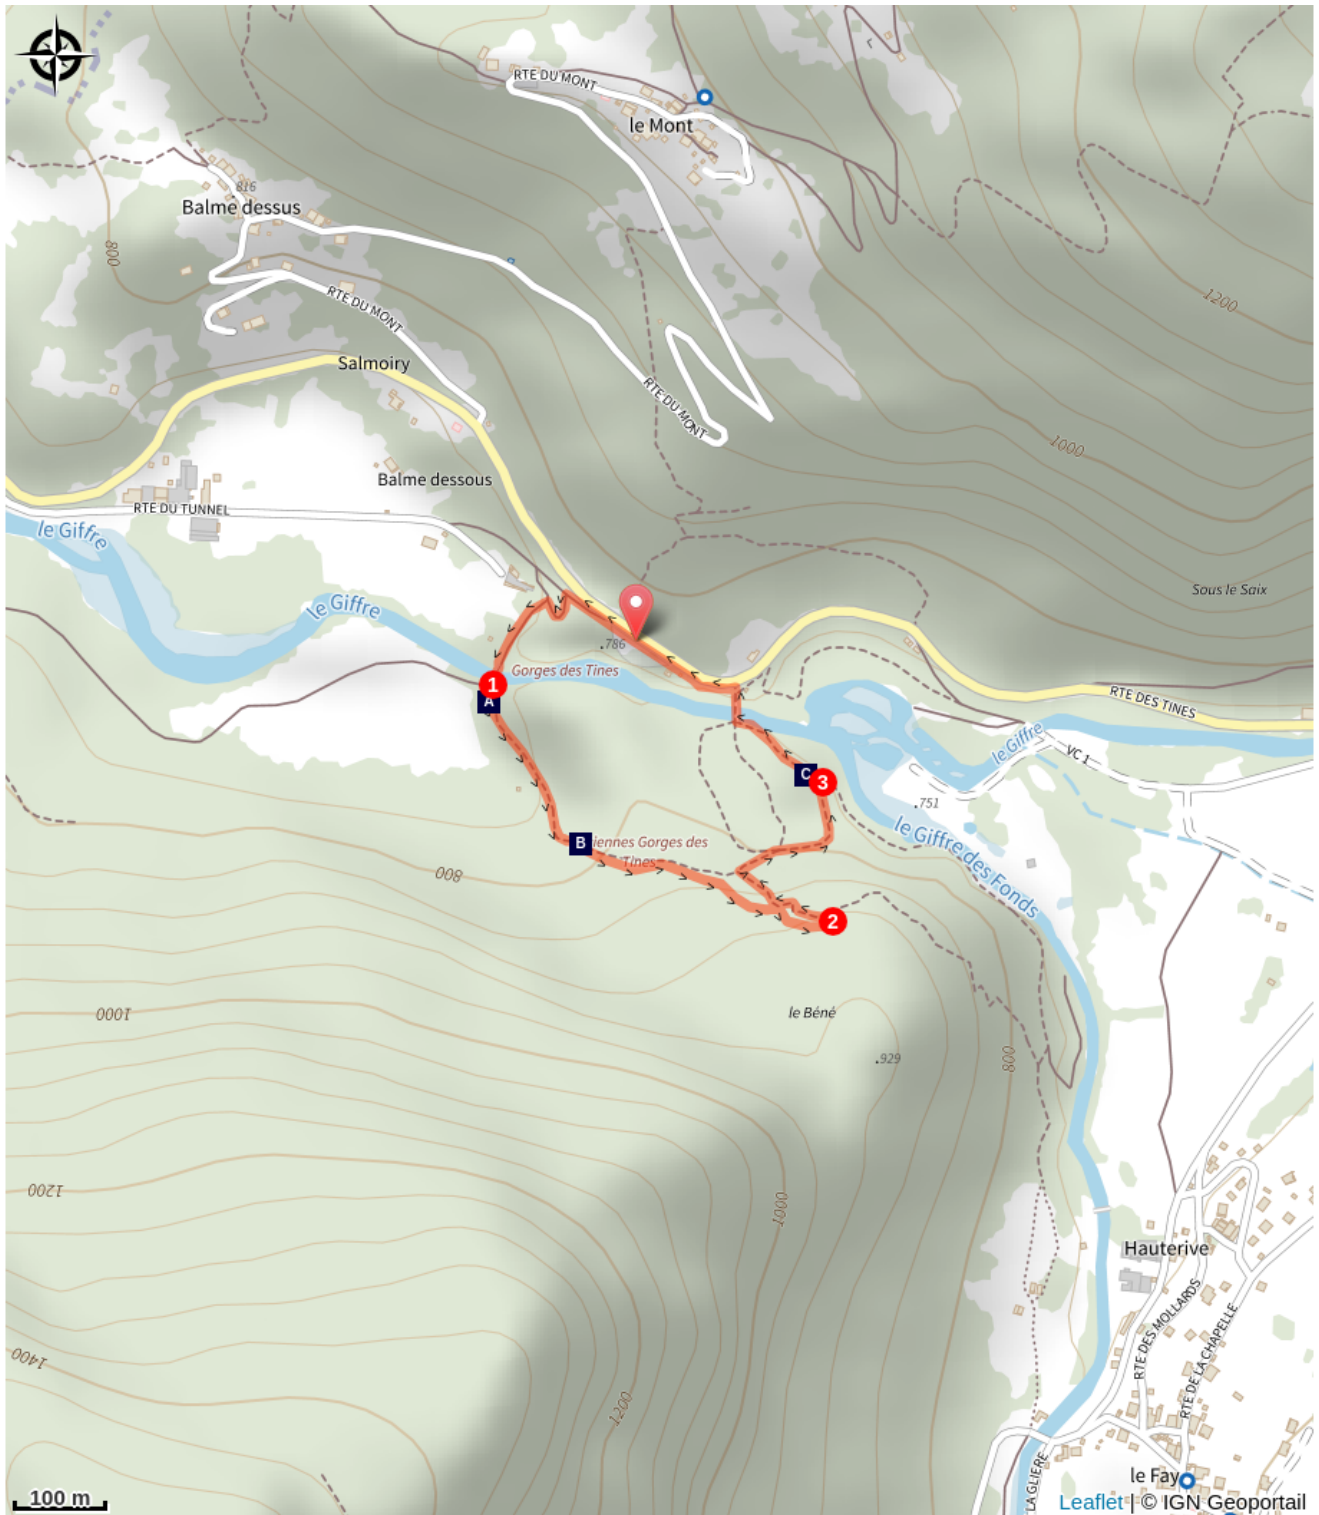 RTE DU MONT
le Mont
816
Balme dessus
800
1200
RTE DU MONT
Salmoiry
RTE DU MONT
1000
Balme dessous
RTE DU TUNNEL
le Giffre
le Giffre
Sous le Saix
.786
Gorges des Tines
1
A
RTE DES TINES
le Giffre
VC 1
C
3
.751
le Giffre des Fonds
B
iennes Gorges des
Tines
800
2
le Béné
1000
.929
800
1200
1000
Hauterive
RTE DES MOLLARDS
RTE DE LA CHAPELLE
1400
1200
le Fay
LA GLIERE
100 m
Leaflet | © IGN Geoportail